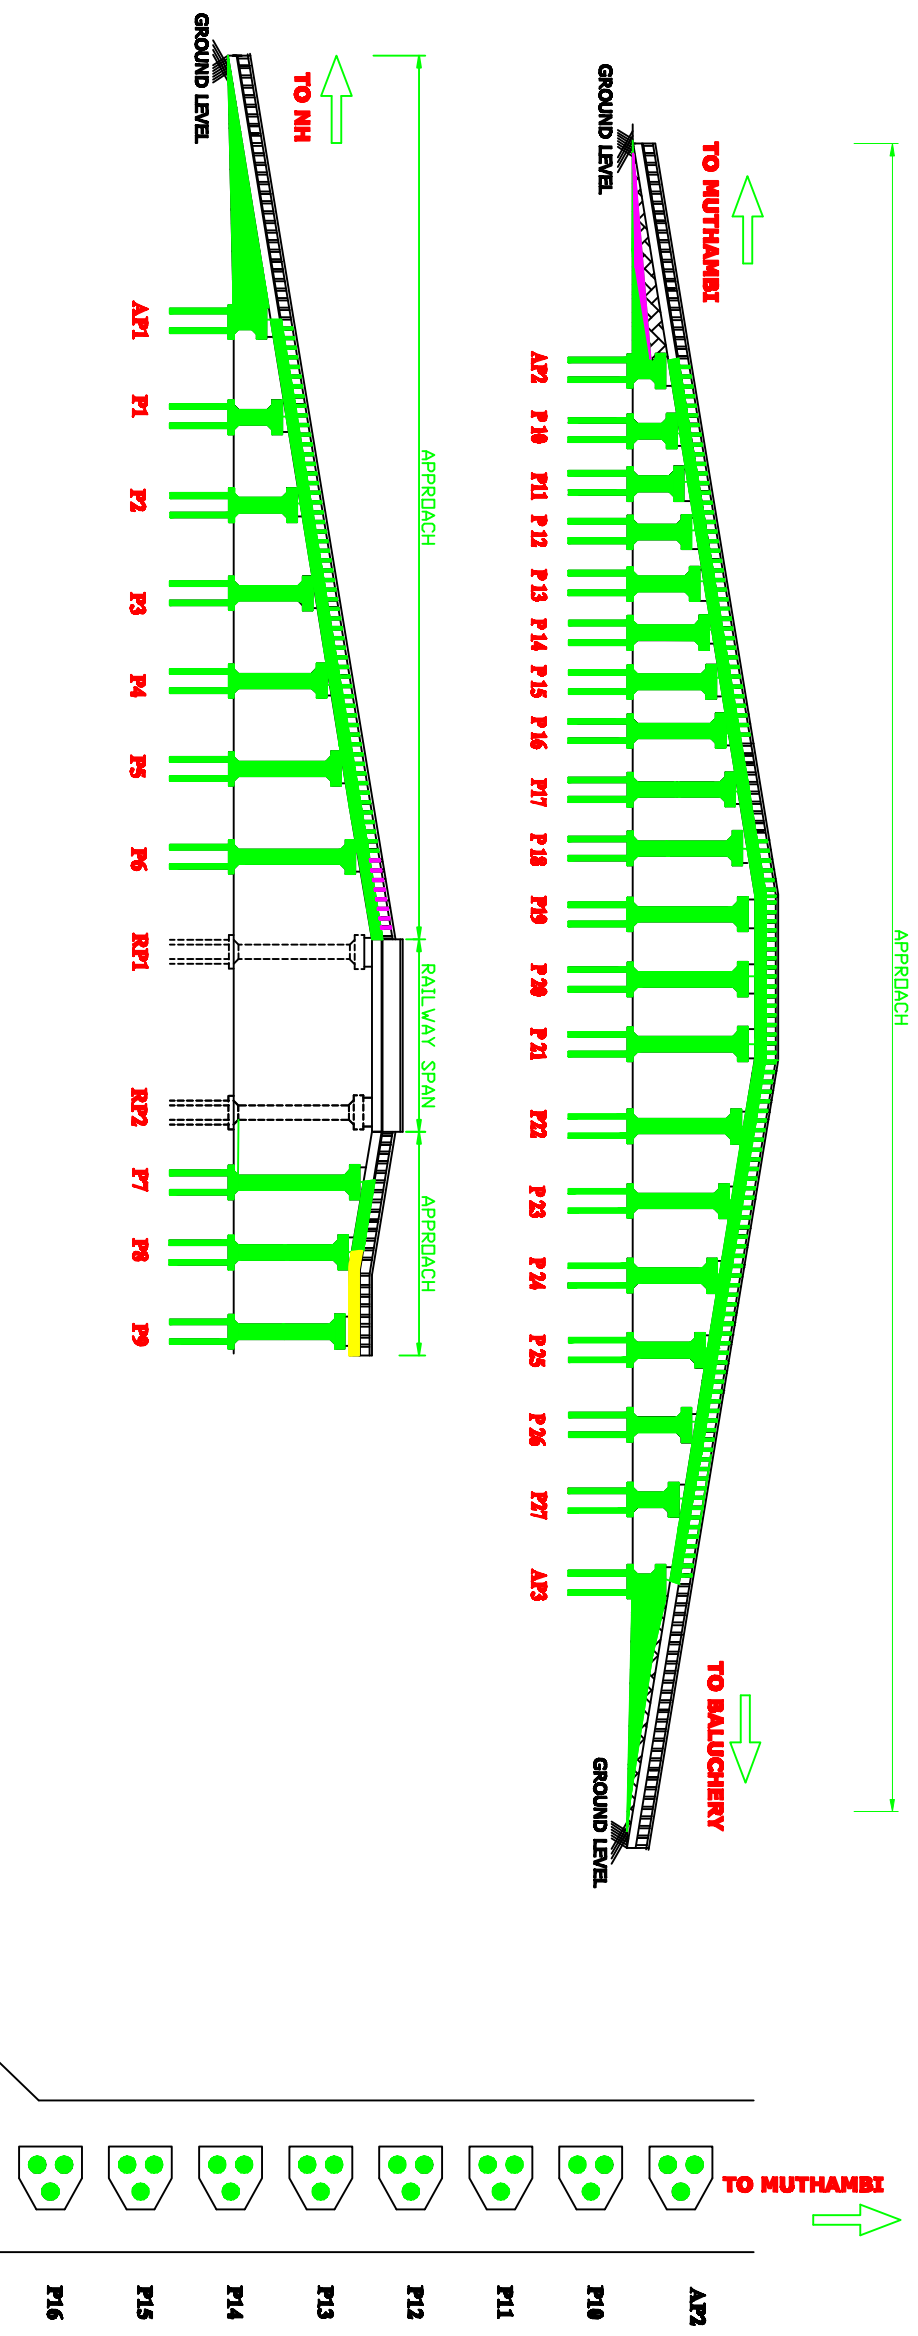 APPROACH
TO MUTHAMBI
TO BALUCHERY
GROUND LEVEL
GROUND LEVEL
AP2
P10
P11
P12
P13
P14
P15
P16
P17
P18
P19
P20
P21
P22
P23
P24
P25
P26
P27
AP3
APPROACH
RAILWAY SPAN
APPROACH
TO NH
GROUND LEVEL
AP1
P1
P2
P3
P4
P5
P6
RP1
RP2
P7
P8
P9
TO MUTHAMBI
P16
P15
P14
P13
P12
P11
P10
AP2